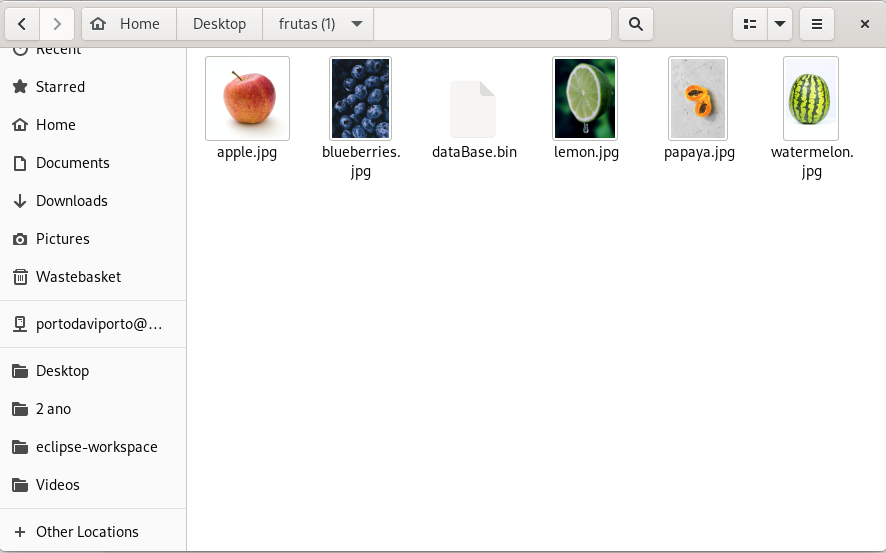 Home
Desktop
frutas (1)
Recent
Starred
Home
Documents
Downloads
Pictures
Wastebasket
portodaviporto@…
Desktop
2 ano
eclipse-workspace
Videos
Other Locations
apple.jpg
blueberries.
jpg
dataBase.bin
lemon.jpg
papaya.jpg
watermelon.
jpg